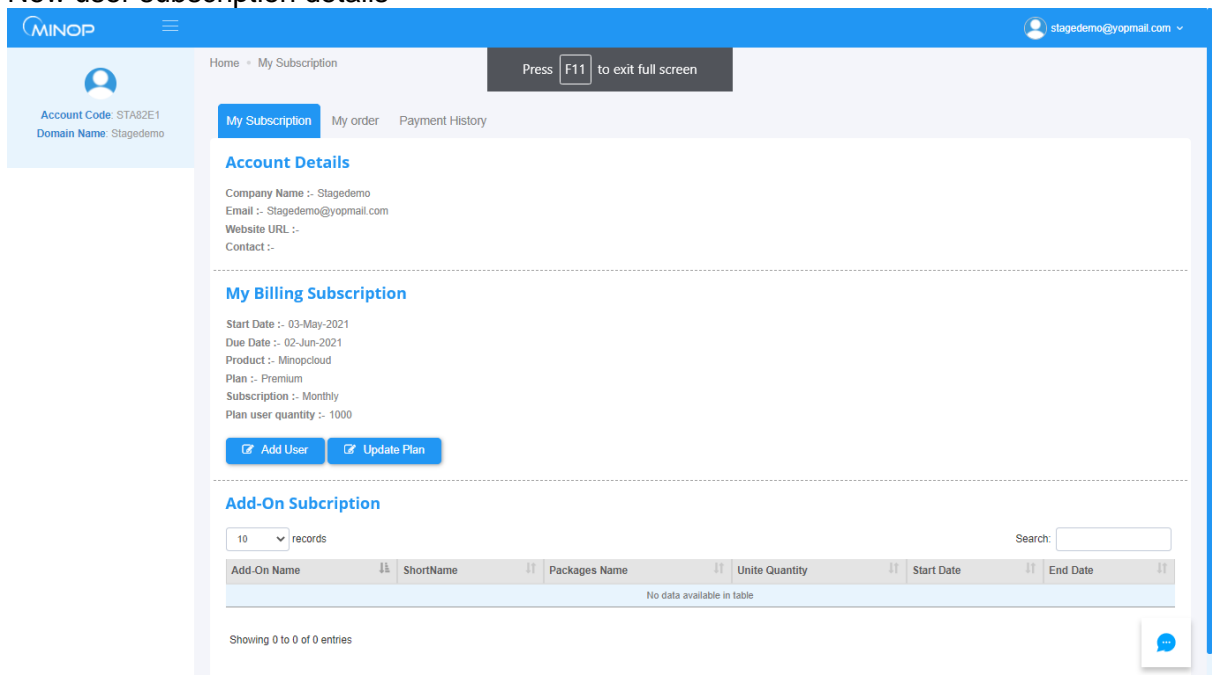 MINOP
stagedemo@yopmail.com
Home My Subscription
Press F11 to exit full screen
Account Code: STA82E1
Domain Name: Stagedemo
My Subscription My order Payment History
Account Details
Company Name :- Stagedemo
Email :- Stagedemo@yopmail.com
Website URL :-
Contact :-
My Billing Subscription
Start Date :- 03-May-2021
Due Date :- 02-Jun-2021
Product :- Minopcloud
Plan :- Premium
Subscription :- Monthly
Plan user quantity :- 1000
Add User Update Plan
Add-On Subcription
10 records Search:
Add-On Name ShortName Packages Name Unite Quantity Start Date End Date
No data available in table
Showing 0 to 0 of 0 entries